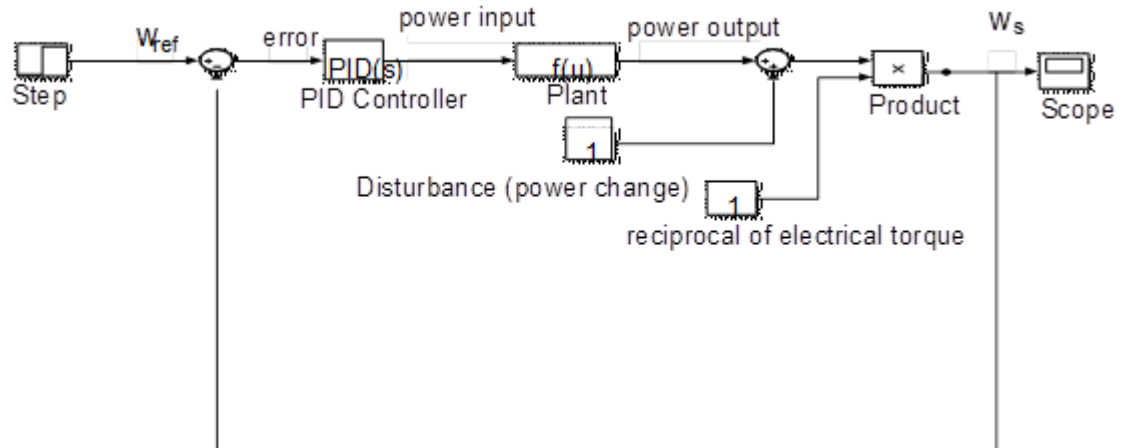 power input
power output
Ws
Wref
error
PID(s)
f(u)
×
Step
PID Controller
Plant
Product
Scope
1
Disturbance (power change)
1
reciprocal of electrical torque